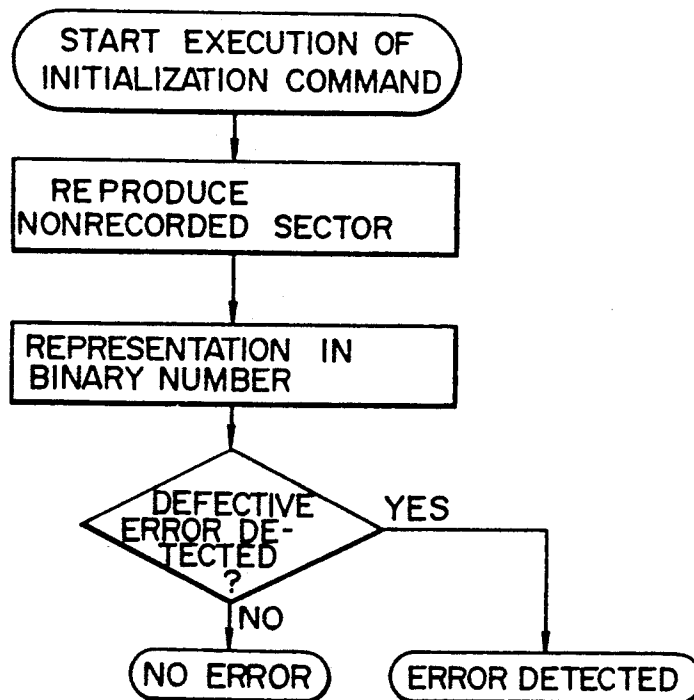 START EXECUTION OF
INITIALIZATION COMMAND
REPRODUCE
NONRECORDED SECTOR
REPRESENTATION IN
BINARY NUMBER
DEFECTIVE
ERROR DE-
TECTED
?
YES
NO
NO ERROR
ERROR DETECTED